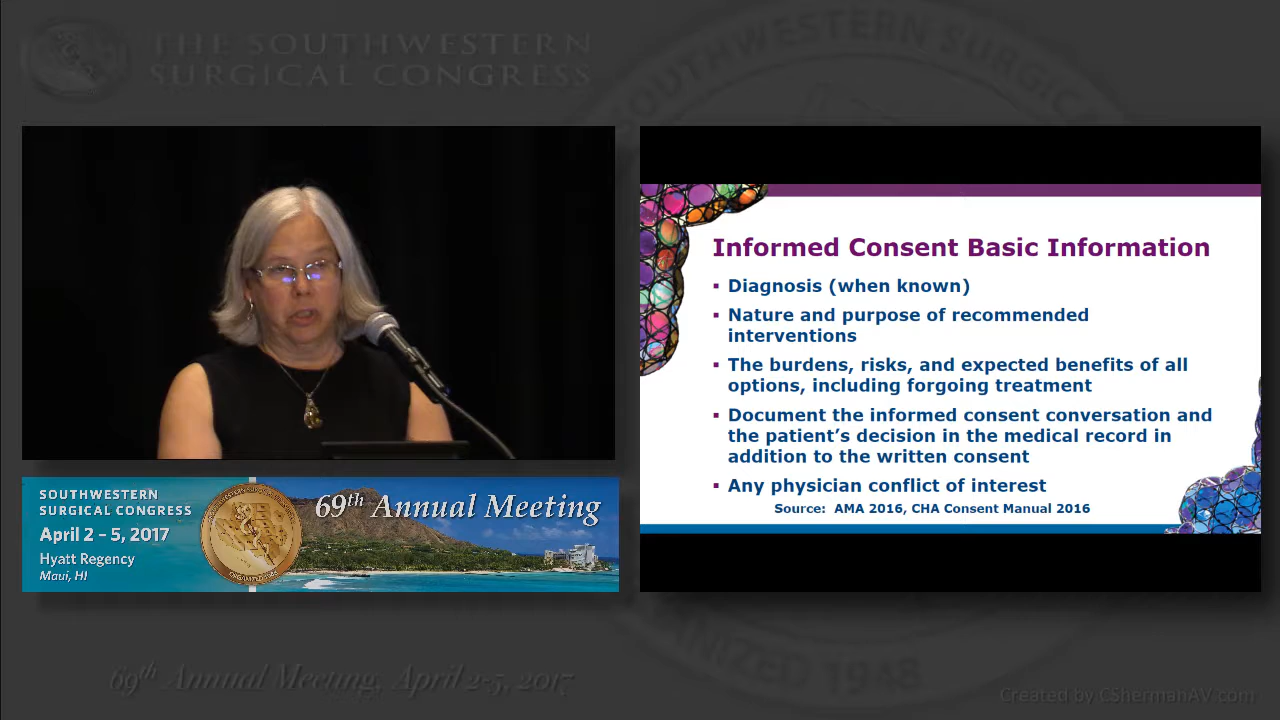 THE SOUTHWESTERN
SURGICAL CONGRESS
SOUTHWESTERN SURGICAL
Informed Consent Basic Information
▪ Diagnosis (when known)
▪ Nature and purpose of recommended
interventions
▪ The burdens, risks, and expected benefits of all
options, including forgoing treatment
▪ Document the informed consent conversation and
the patient’s decision in the medical record in
addition to the written consent
▪ Any physician conflict of interest
Source: AMA 2016, CHA Consent Manual 2016
SOUTHWESTERN
SURGICAL CONGRESS
April 2 – 5, 2017
Hyatt Regency
Maui, HI
69th Annual Meeting
69th Annual Meeting, April 2-5, 2017
NIZED 1948
Created by CShermanAV.com